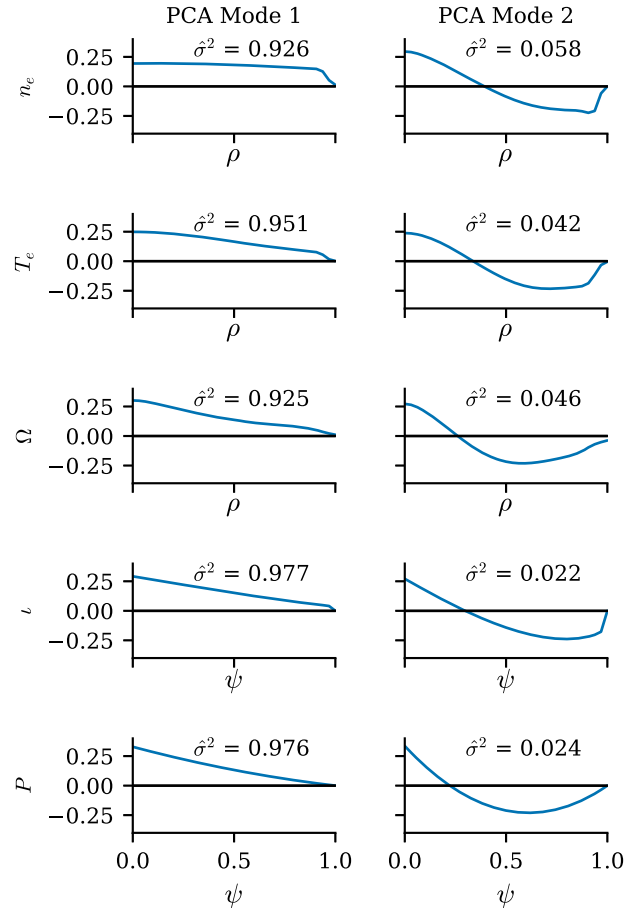 PCA Mode 1 PCA Mode 2
0.25 σ̂² = 0.926 σ̂² = 0.058
0.00
−0.25
nₑ
ρ ρ
0.25 σ̂² = 0.951 σ̂² = 0.042
0.00
−0.25
Tₑ
ρ ρ
0.25 σ̂² = 0.925 σ̂² = 0.046
0.00
−0.25
Ω
ρ ρ
0.25 σ̂² = 0.977 σ̂² = 0.022
0.00
−0.25
ι
ψ ψ
0.25 σ̂² = 0.976 σ̂² = 0.024
0.00
−0.25
P
0.0 0.5 1.0 0.0 0.5 1.0
ψ ψ